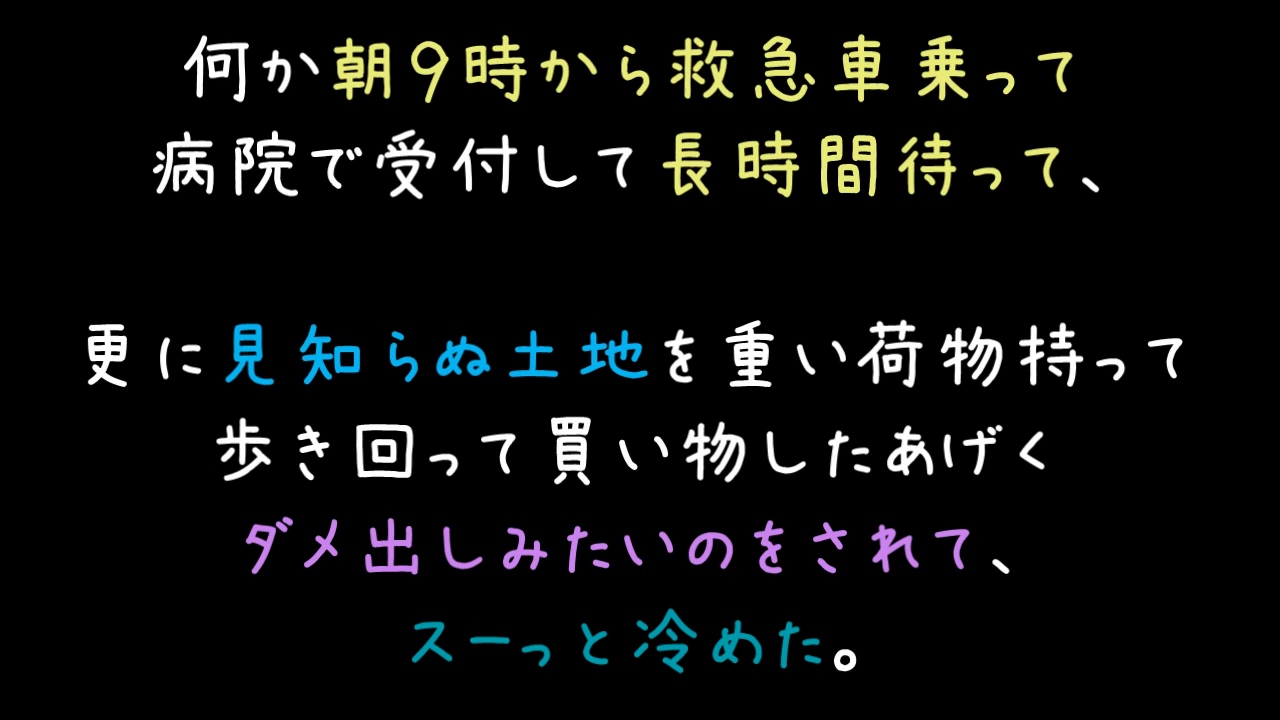 何か朝9時から救急車乗って
病院で受付して長時間待って、
更に見知らぬ土地を重い荷物持って
歩き回って買い物したあげく
ダメ出しみたいのをされて、
スーっと冷めた。